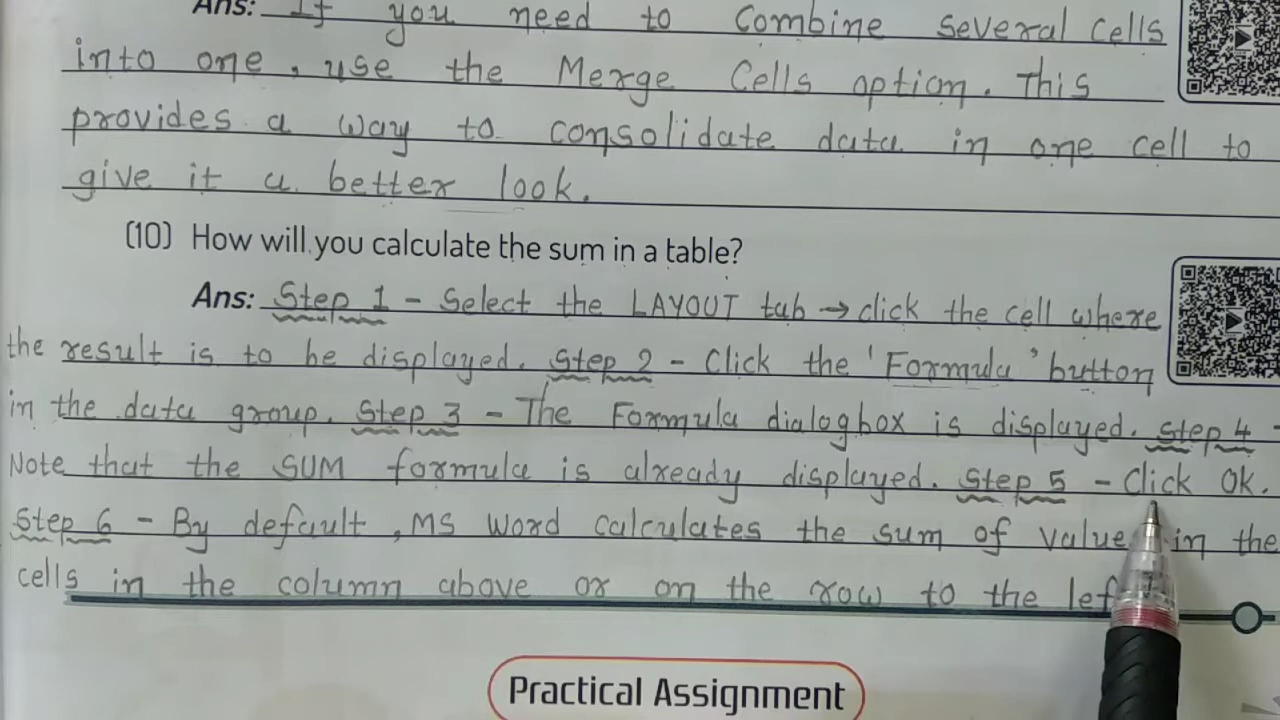 Ans: If you need to combine several cells
into one, use the Merge Cells option. This
provides a way to consolidate data in one cell to
give it a better look.
(10) How will you calculate the sum in a table?
Ans: Step 1 - Select the LAYOUT tab → click the cell where
the result is to be displayed. Step 2 - Click the 'Formula' button
in the data group. Step 3 - The Formula dialogbox is displayed. Step 4 -
Note that the SUM formula is already displayed. Step 5 - Click Ok.
Step 6 - By default, MS Word calculates the sum of value in the
cells in the column above or on the row to the
Practical Assignment